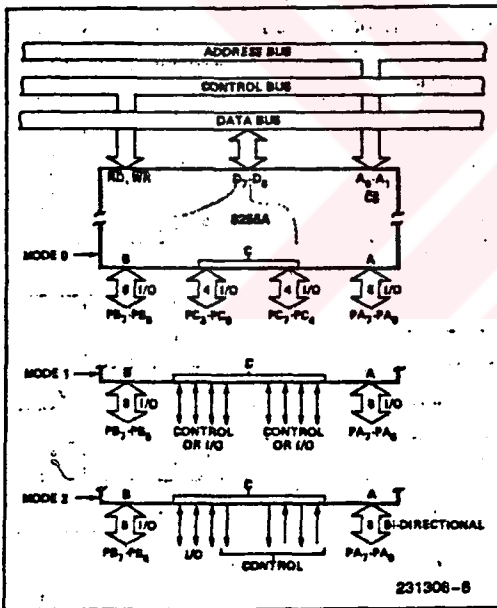 ADDRESS BUS
CONTROL BUS
DATA BUS
RD, WR D7-D0 A0-A1
CS
8255A
MODE 0
B C A
8 I/O 4 I/O 4 I/O 8 I/O
PB7-PB0 PC3-PC0 PC7-PC4 PA7-PA0
MODE 1
B C A
8 I/O CONTROL OR I/O CONTROL OR I/O 8 I/O
PB7-PB0 PA7-PA0
MODE 2
B C A
8 I/O I/O CONTROL 8 BI-DIRECTIONAL
PB7-PB0 PA7-PA0
231308-6